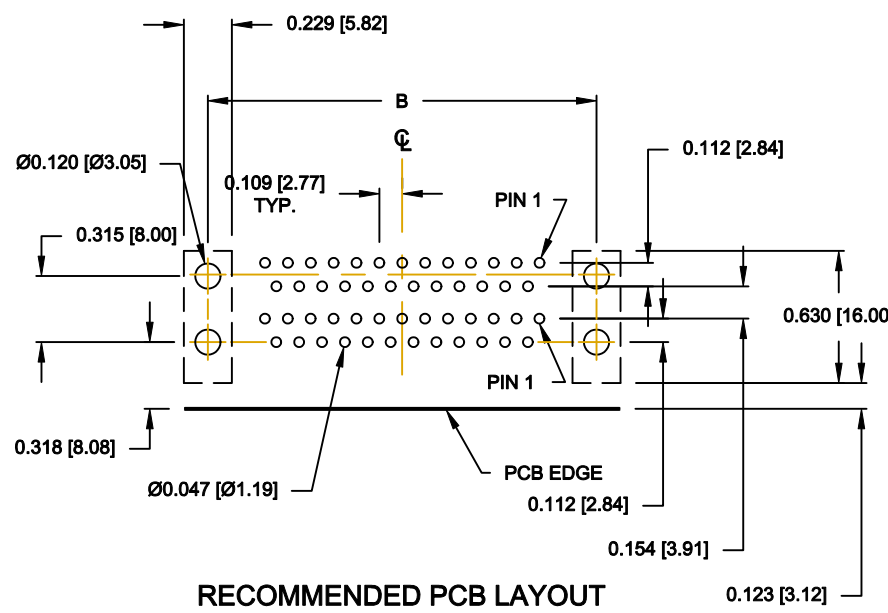 0.229 [5.82]
B
℄
Ø0.120 [Ø3.05]
0.112 [2.84]
0.109 [2.77]
TYP.
PIN 1
0.315 [8.00]
0.630 [16.00
PIN 1
0.318 [8.08]
PCB EDGE
Ø0.047 [Ø1.19]
0.112 [2.84]
0.154 [3.91]
0.123 [3.12]
RECOMMENDED PCB LAYOUT